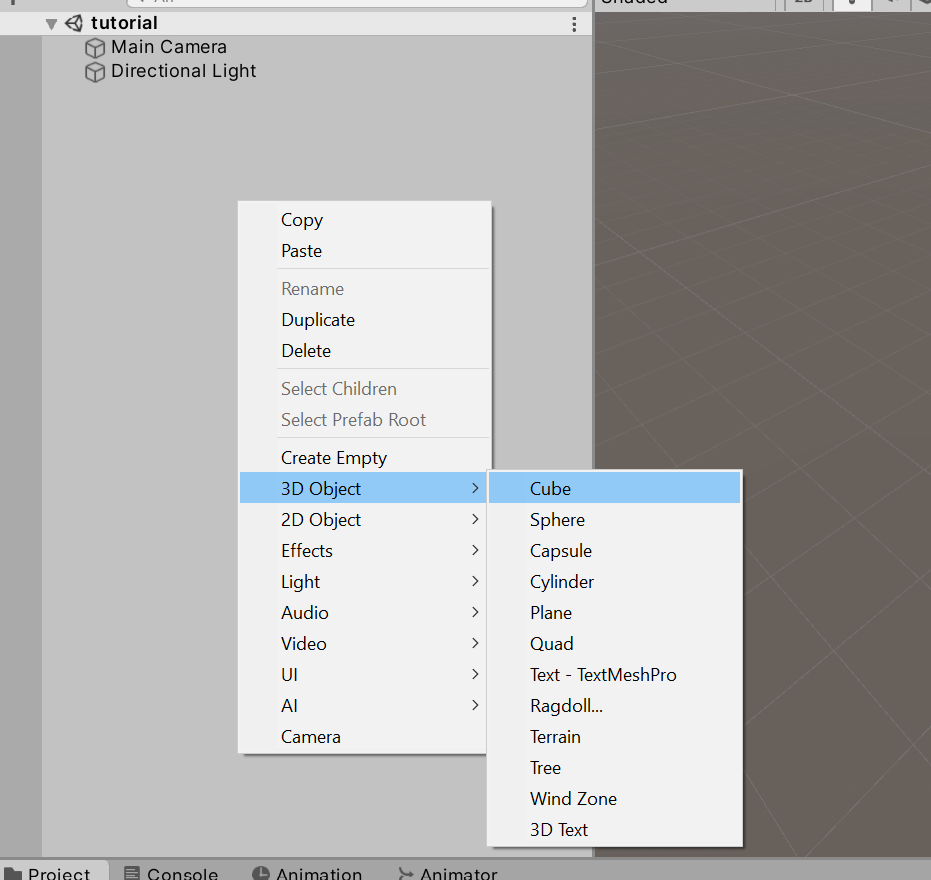 tutorial
Main Camera
Directional Light
Copy
Paste
Rename
Duplicate
Delete
Select Children
Select Prefab Root
Create Empty
3D Object
2D Object
Effects
Light
Audio
Video
UI
AI
Camera
Cube
Sphere
Capsule
Cylinder
Plane
Quad
Text - TextMeshPro
Ragdoll...
Terrain
Tree
Wind Zone
3D Text
Project
Console
Animation
Animator